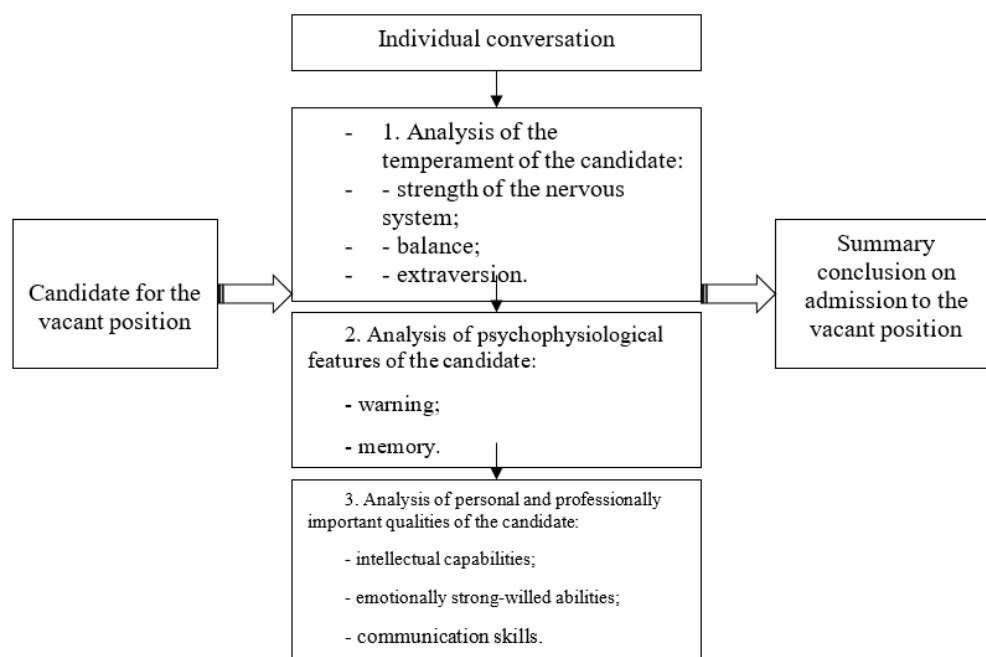 Individual conversation
- 1. Analysis of the
temperament of the candidate:
- - strength of the nervous
system;
- - balance;
- - extraversion.
Candidate for the
vacant position
Summary
conclusion on
admission to the
vacant position
2. Analysis of psychophysiological
features of the candidate:
- warning;
- memory.
3. Analysis of personal and professionally
important qualities of the candidate:
- intellectual capabilities;
- emotionally strong-willed abilities;
- communication skills.